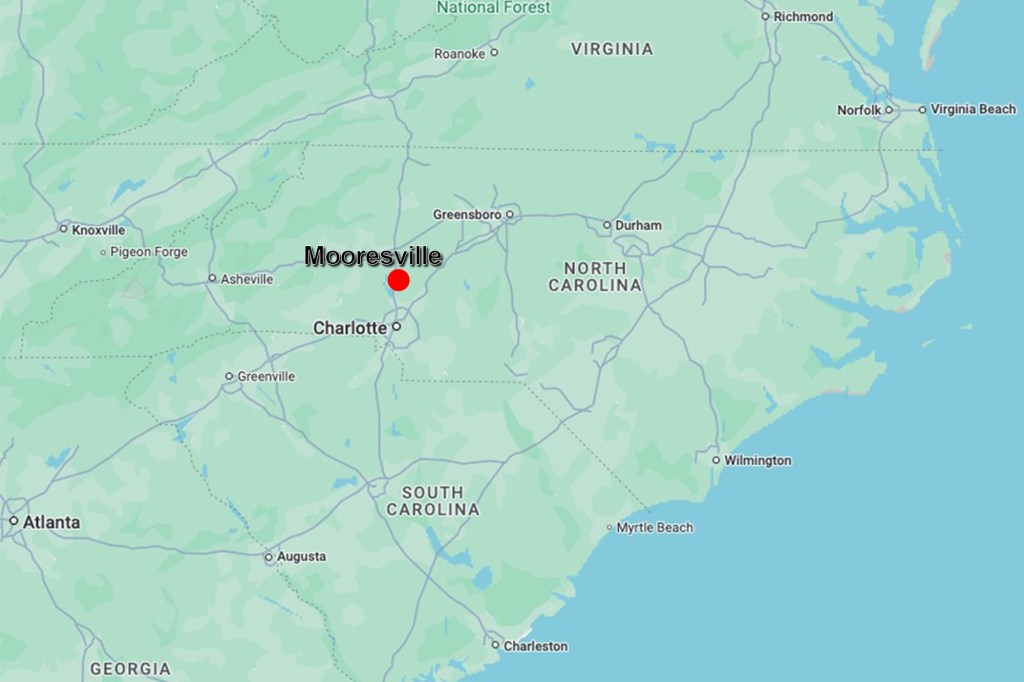 National Forest
Richmond
Roanoke
VIRGINIA
Norfolk
Virginia Beach
Greensboro
Durham
Knoxville
Pigeon Forge
Mooresville
Asheville
NORTH
CAROLINA
Charlotte
Greenville
Wilmington
SOUTH
CAROLINA
Atlanta
Myrtle Beach
Augusta
Charleston
GEORGIA